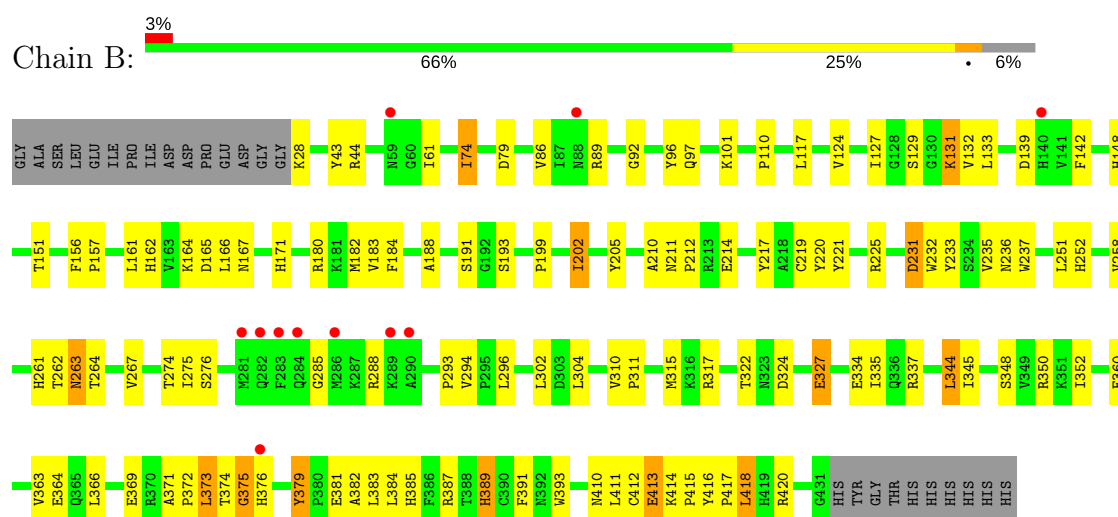 3%
Chain B:
66% 25% • 6%
GLY ALA SER LEU GLU ILE PRO ILE ASP ASP PRO GLU ASP GLY GLY K28 Y43 R44 N59 G60 I61 I74 D79 V86 I87 N88 R89 G92 Y96 Q97 K101 P110 L117 V124 I127 G128 S129 G130 K131 V132 L133 D139 H140 V141 F142 H148
T151 F156 P157 L161 H162 V163 K164 D165 L166 N167 H171 R180 K181 M182 V183 F184 A188 S191 G192 S193 P199 I202 Y205 A210 N211 P212 R213 E214 Y217 A218 C219 Y220 Y221 R225 D231 W232 Y233 S234 V235 N236 W237 L251 H252
H261 T262 N263 T264 V267 T274 I275 S276 M281 Q282 F283 Q284 G285 M286 K287 R288 K289 A290 P293 V294 P295 L296 L302 D303 L304 V310 P311 M315 K316 R317 T322 N323 D324 E327 E334 I335 Q336 R337 L344 I345 S348 V349 R350 K351 I352
V363 E364 Q365 L366 E369 R370 A371 P372 L373 T374 G375 H376 Y379 P380 E381 A382 L383 L384 H385 F386 R387 T388 H389 G390 F391 N392 W393 N410 L411 C412 E413 K414 P415 Y416 P417 L418 H419 R420 G431 HIS TYR GLY THR HIS HIS HIS HIS HIS HIS HIS